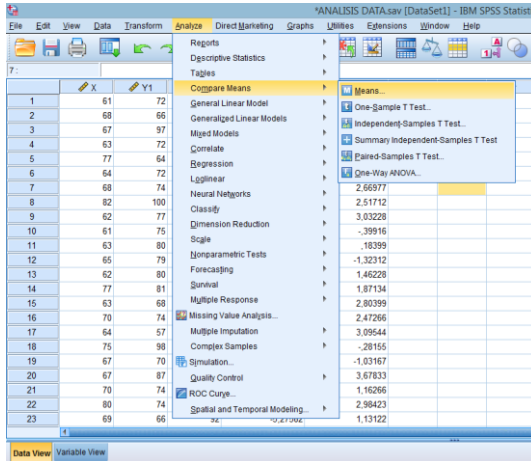 *ANALISIS DATA.sav [DataSet1] - IBM SPSS Statist
File Edit View Data Transform Analyze Direct Marketing Graphs Utilities Extensions Window Help
Reports
Descriptive Statistics
Tables
Compare Means
General Linear Model
Generalized Linear Models
Mixed Models
Correlate
Regression
Loglinear
Neural Networks
Classify
Dimension Reduction
Scale
Nonparametric Tests
Forecasting
Survival
Multiple Response
Missing Value Analysis...
Multiple Imputation
Complex Samples
Simulation...
Quality Control
ROC Curve...
Spatial and Temporal Modeling...
Means...
One-Sample T Test...
Independent-Samples T Test...
Summary Independent-Samples T Test
Paired-Samples T Test...
One-Way ANOVA...
7 :
X Y1
1 61 72
2 68 66
3 67 97
4 63 72
5 77 64
6 64 72
7 68 74 2,66977
8 82 100 2,51712
9 62 77 3,03228
10 61 75 -,39916
11 63 80 ,18399
12 65 79 -1,32312
13 62 80 1,46228
14 77 81 1,87134
15 63 68 2,80399
16 70 74 2,47266
17 64 57 3,09544
18 75 98 -,28155
19 67 70 -1,03167
20 67 87 3,67833
21 70 74 1,16266
22 80 74 2,98423
23 69 66 92 1,13122
Data View Variable View